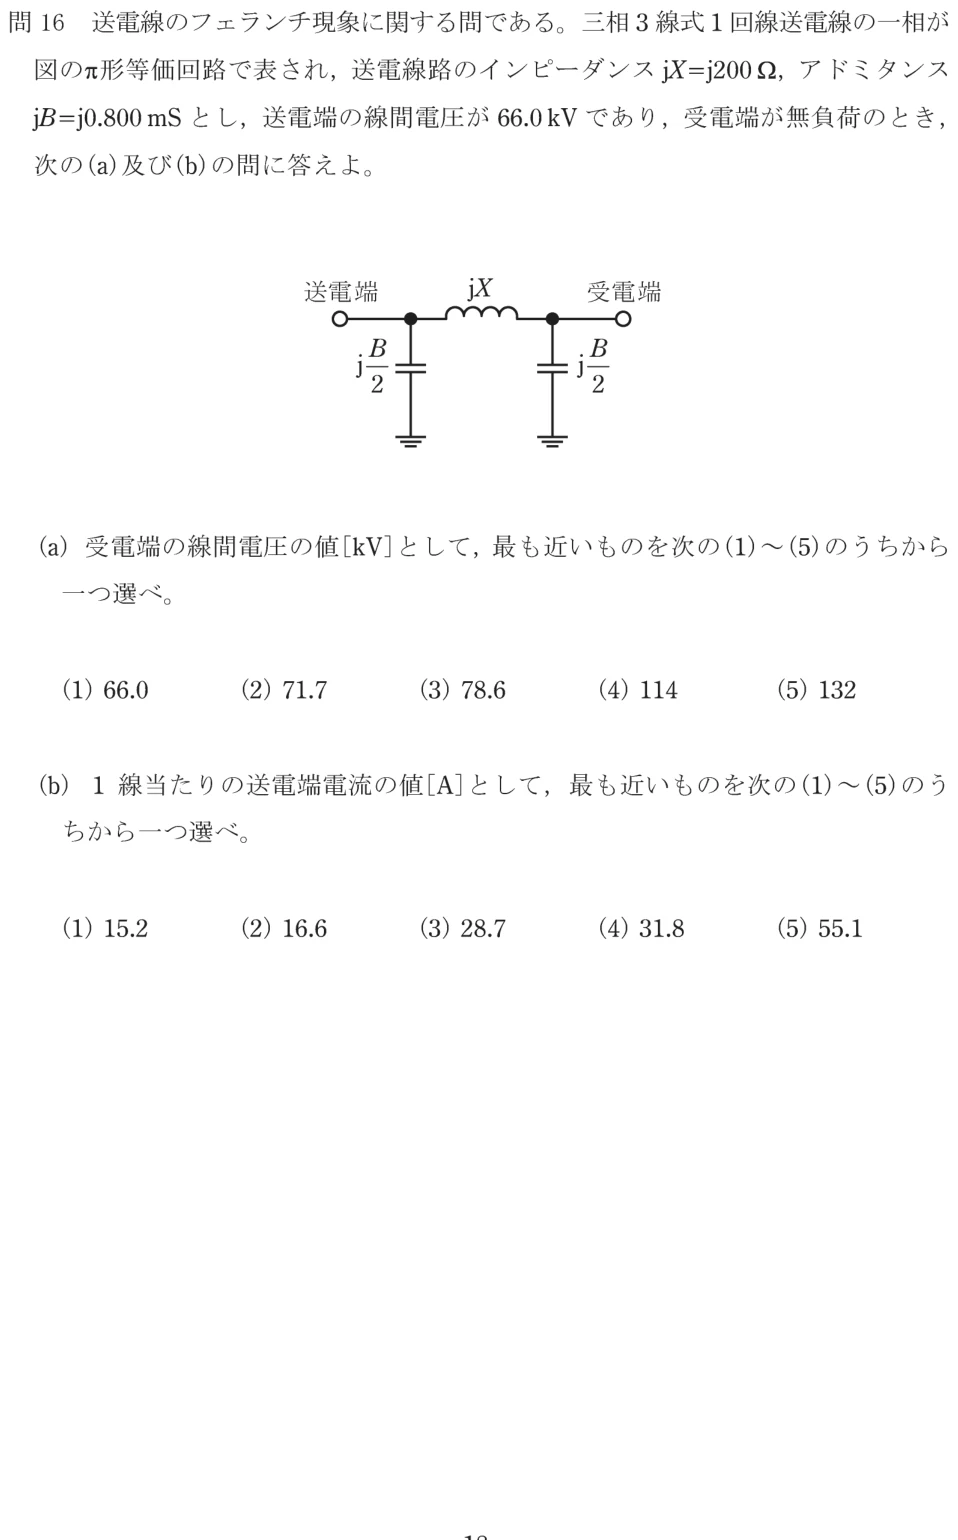 問 16　送電線のフェランチ現象に関する問である。三相 3 線式 1 回線送電線の一相が
図のπ形等価回路で表され，送電線路のインピーダンス jX=j200 Ω，アドミタンス
jB=j0.800 mS とし，送電端の線間電圧が 66.0 kV であり，受電端が無負荷のとき，
次の(a)及び(b)の問に答えよ。
送電端
jX
受電端
j B/2
j B/2
(a) 受電端の線間電圧の値[kV]として，最も近いものを次の(1)～(5)のうちから
一つ選べ。
(1) 66.0　(2) 71.7　(3) 78.6　(4) 114　(5) 132
(b) 1 線当たりの送電端電流の値[A]として，最も近いものを次の(1)～(5)のう
ちから一つ選べ。
(1) 15.2　(2) 16.6　(3) 28.7　(4) 31.8　(5) 55.1